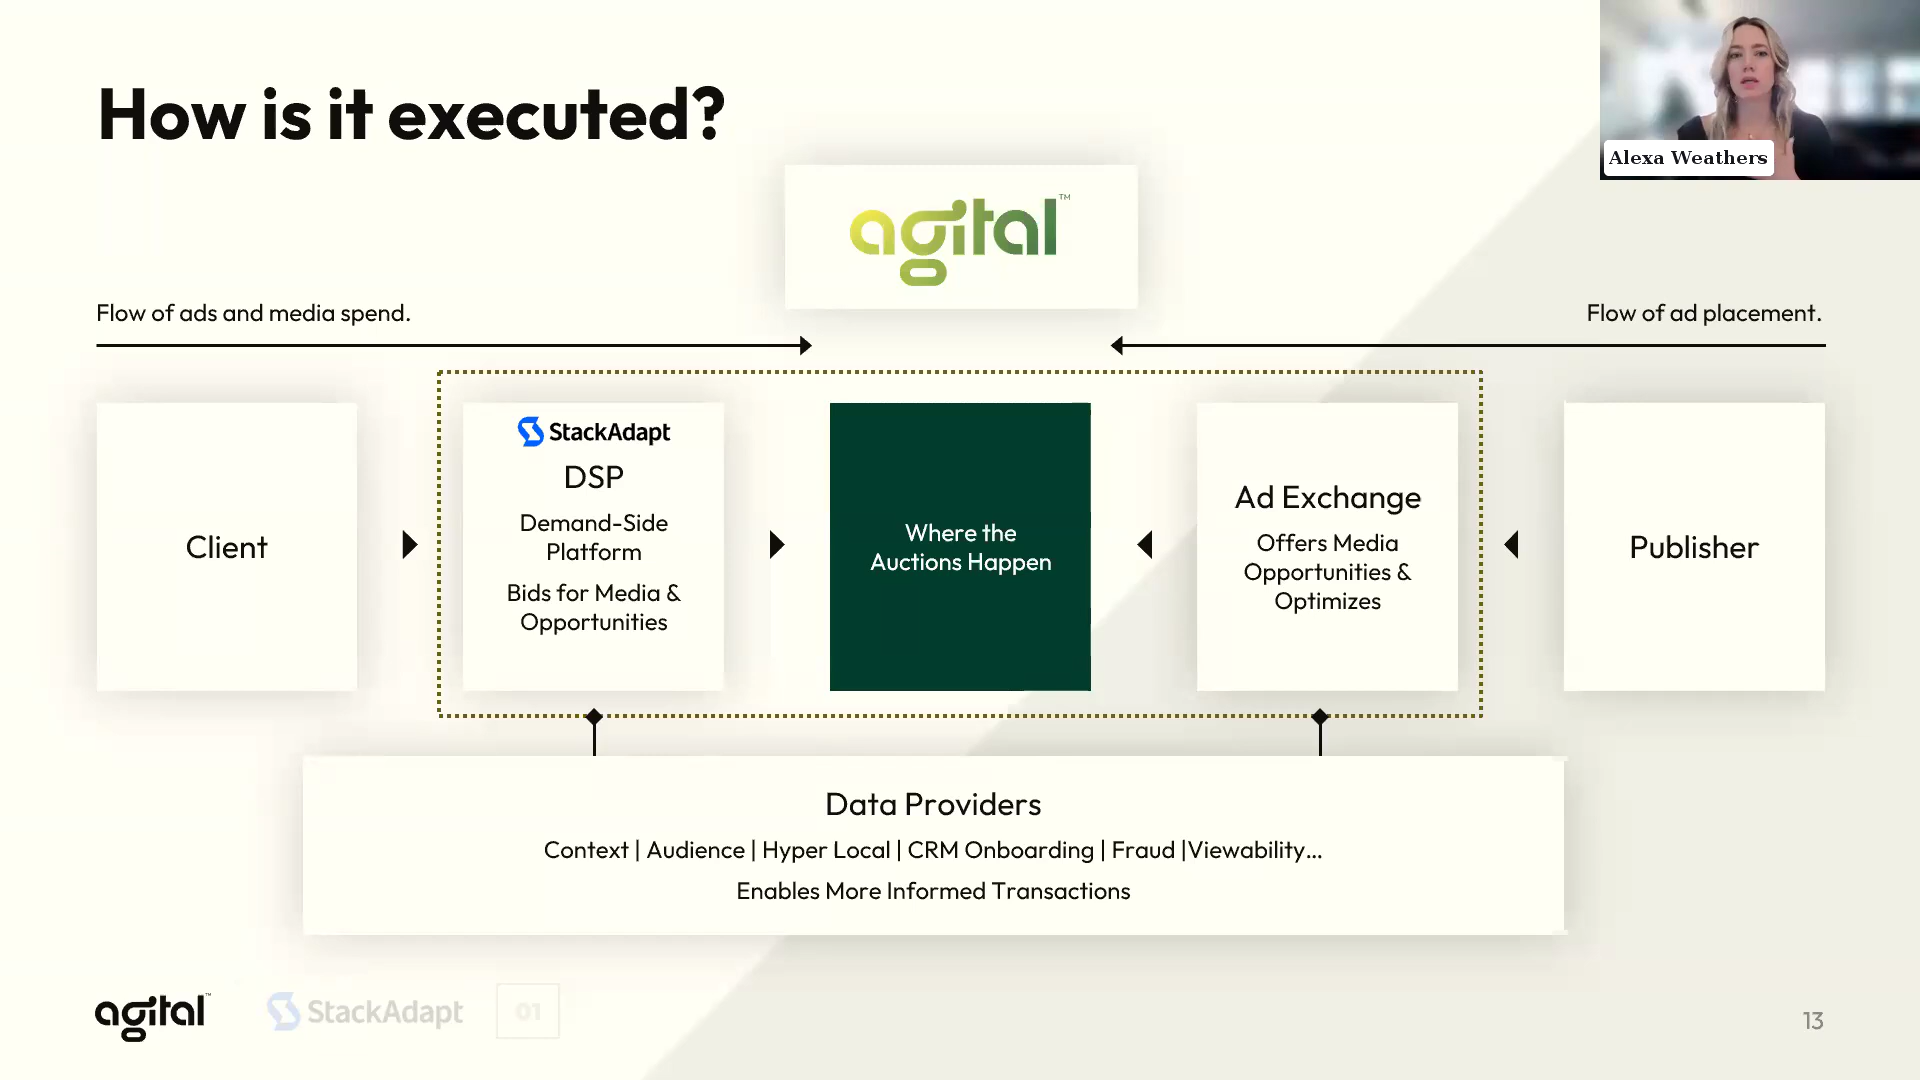 How is it executed?
Alexa Weathers
agital™
Flow of ads and media spend.
Flow of ad placement.
Client
StackAdapt
DSP
Demand-Side
Platform
Bids for Media &
Opportunities
Where the
Auctions Happen
Ad Exchange
Offers Media
Opportunities &
Optimizes
Publisher
Data Providers
Context | Audience | Hyper Local | CRM Onboarding | Fraud |Viewability...
Enables More Informed Transactions
agital™
StackAdapt
01
13